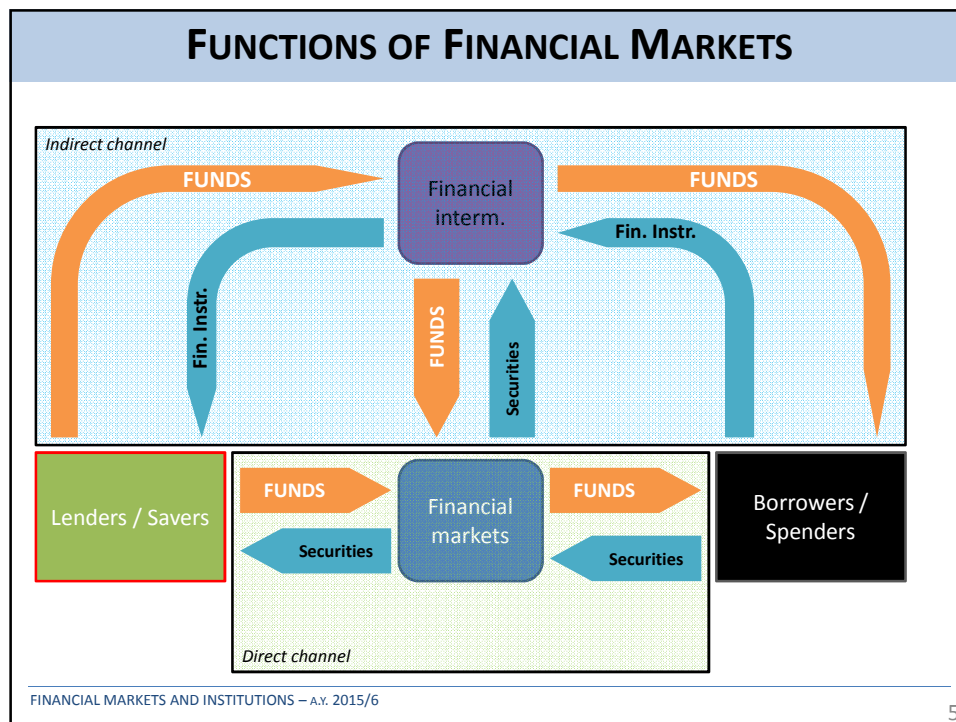 FUNCTIONS OF FINANCIAL MARKETS
Indirect channel
FUNDS
Financial
interm.
FUNDS
Fin. Instr.
Fin. Instr.
FUNDS
Securities
Lenders / Savers
FUNDS
Securities
Financial
markets
FUNDS
Securities
Borrowers /
Spenders
Direct channel
FINANCIAL MARKETS AND INSTITUTIONS – A.Y. 2015/6
5